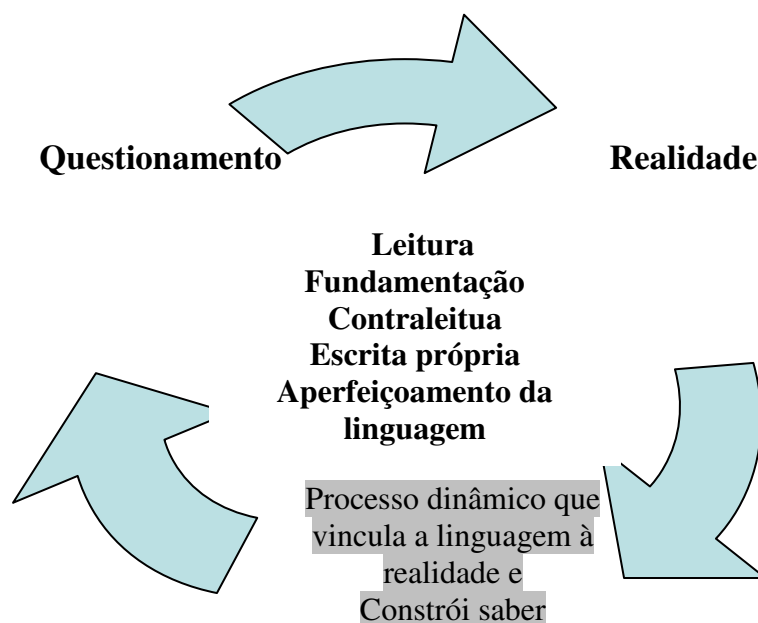 Questionamento
Realidade
Leitura
Fundamentação
Contraleitua
Escrita própria
Aperfeiçoamento da
linguagem
Processo dinâmico que
vincula a linguagem à
realidade e
Constrói saber